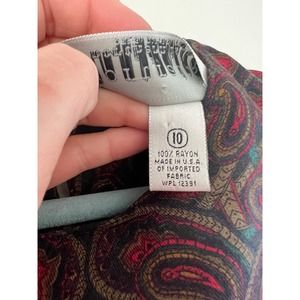 10
100% RAYON
MADE IN U.S.A.
OF IMPORTED
FABRIC
WPL 12391